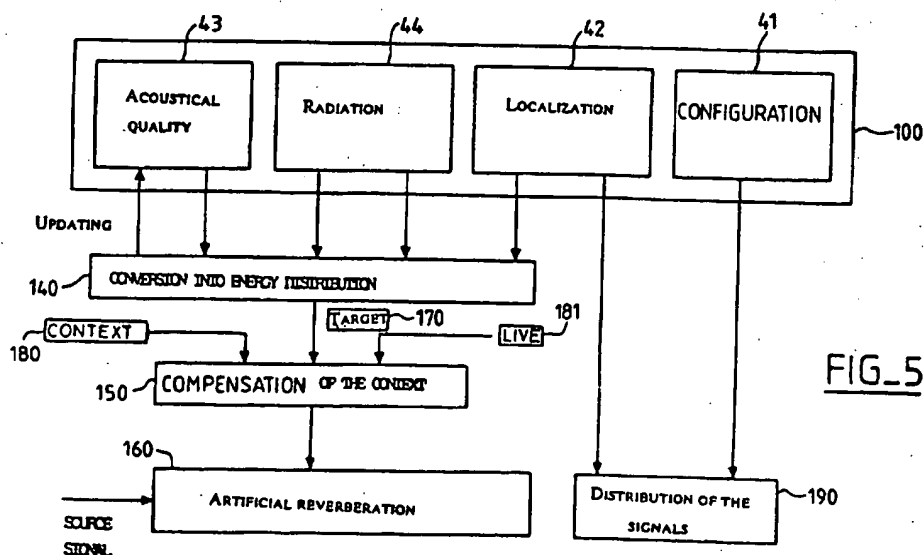 43
44
42
41
ACOUSTICAL
QUALITY
RADIATION
LOCALIZATION
CONFIGURATION
100
UPDATING
140
CONVERSION INTO ENERGY DISTRIBUTION
TARGET
170
181
CONTEXT
180
LIVE
150
COMPENSATION OF THE CONTEXT
FIG_5
160
ARTIFICIAL REVERBERATION
DISTRIBUTION OF THE
SIGNALS
190
SOURCE
SIGNAL